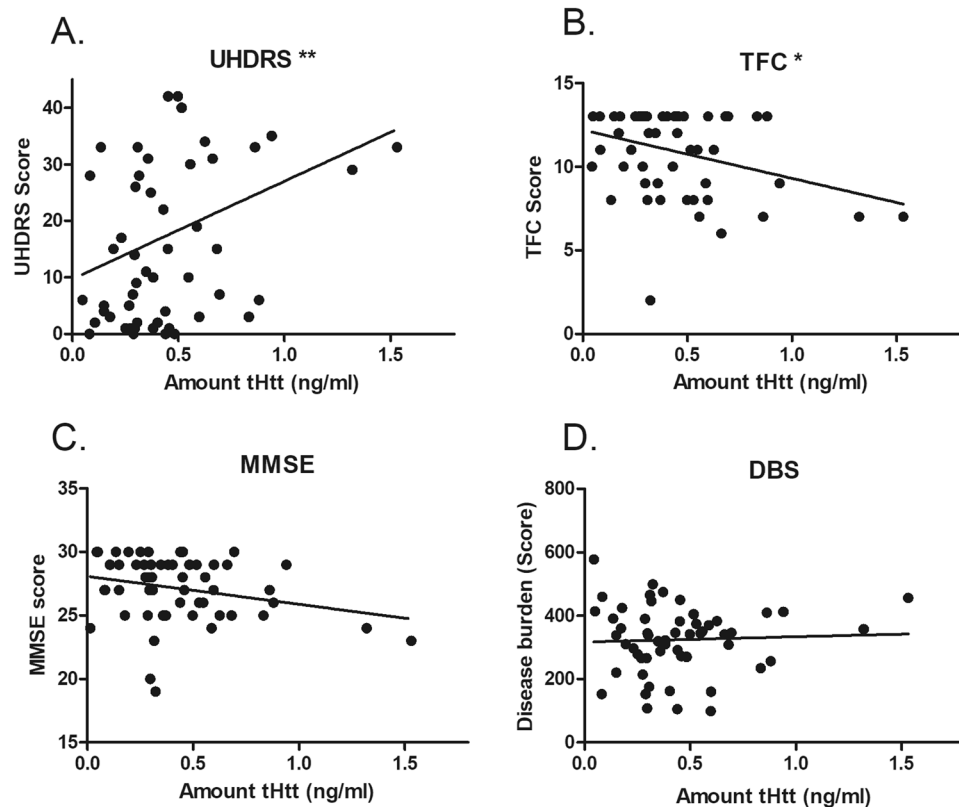 A.
UHDRS **
UHDRS Score
40
30
20
10
0
0.0 0.5 1.0 1.5
Amount tHtt (ng/ml)
B.
TFC *
TFC Score
15
10
5
0
0.0 0.5 1.0 1.5
Amount tHtt (ng/ml)
C.
MMSE
MMSE score
35
30
25
20
15
0.0 0.5 1.0 1.5
Amount tHtt (ng/ml)
D.
DBS
Disease burden (Score)
800
600
400
200
0
0.0 0.5 1.0 1.5
Amount tHtt (ng/ml)